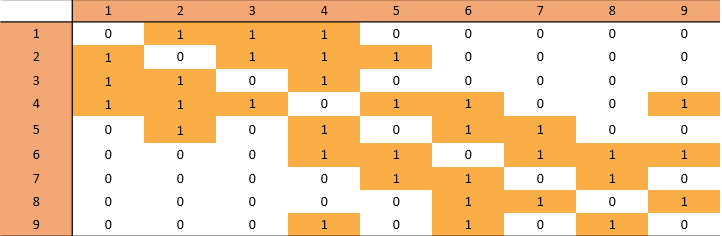 1 2 3 4 5 6 7 8 9
1 0 1 1 1 0 0 0 0 0
2 1 0 1 1 1 0 0 0 0
3 1 1 0 1 0 0 0 0 0
4 1 1 1 0 1 1 0 0 1
5 0 1 0 1 0 1 1 0 0
6 0 0 0 1 1 0 1 1 1
7 0 0 0 0 1 1 0 1 0
8 0 0 0 0 0 1 1 0 1
9 0 0 0 1 0 1 0 1 0